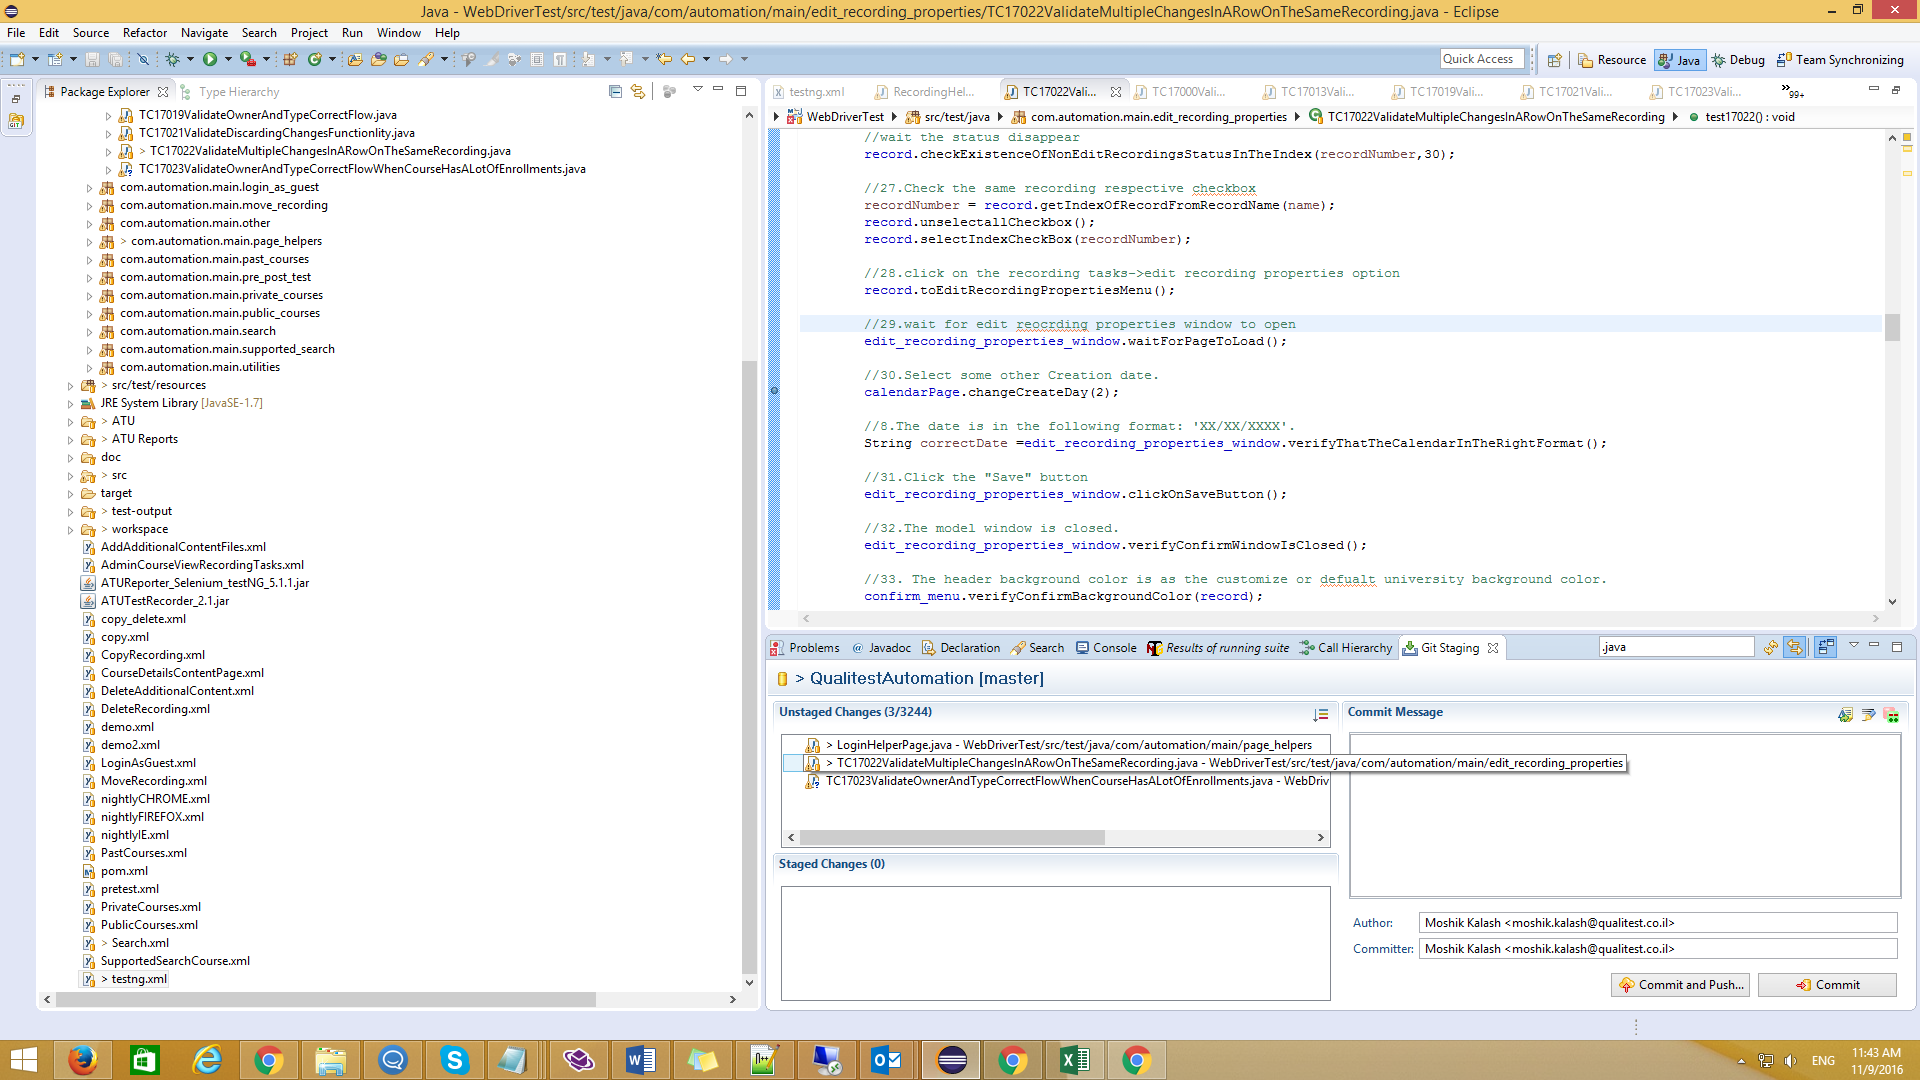 Java - WebDriverTest/src/test/java/com/automation/main/edit_recording_properties/TC17022ValidateMultipleChangesInARowOnTheSameRecording.java - Eclipse
File Edit Source Refactor Navigate Search Project Run Window Help
Quick Access
Resource Java Debug Team Synchronizing
Package Explorer
Type Hierarchy
TC17019ValidateOwnerAndTypeCorrectFlow.java
TC17021ValidateDiscardingChangesFunctionlity.java
> TC17022ValidateMultipleChangesInARowOnTheSameRecording.java
TC17023ValidateOwnerAndTypeCorrectFlowWhenCourseHasALotOfEnrollments.java
com.automation.main.login_as_guest
com.automation.main.move_recording
com.automation.main.other
> com.automation.main.page_helpers
com.automation.main.past_courses
com.automation.main.pre_post_test
com.automation.main.private_courses
com.automation.main.public_courses
com.automation.main.search
com.automation.main.supported_search
com.automation.main.utilities
> src/test/resources
JRE System Library [JavaSE-1.7]
> ATU
> ATU Reports
doc
> src
target
> test-output
> workspace
AddAdditionalContentFiles.xml
AdminCourseViewRecordingTasks.xml
ATUReporter_Selenium_testNG_5.1.1.jar
ATUTestRecorder_2.1.jar
copy_delete.xml
copy.xml
CopyRecording.xml
CourseDetailsContentPage.xml
DeleteAdditionalContent.xml
DeleteRecording.xml
demo.xml
demo2.xml
LoginAsGuest.xml
MoveRecording.xml
nightlyCHROME.xml
nightlyFIREFOX.xml
nightlyIE.xml
PastCourses.xml
pom.xml
pretest.xml
PrivateCourses.xml
PublicCourses.xml
> Search.xml
SupportedSearchCourse.xml
> testng.xml
testng.xml RecordingHel... TC17022Vali... TC17000Vali... TC17013Vali... TC17019Vali... TC17021Vali... TC17023Vali... »99+
WebDriverTest src/test/java com.automation.main.edit_recording_properties TC17022ValidateMultipleChangesInARowOnTheSameRecording test17022() : void
//wait the status disappear
record.checkExistenceOfNonEditRecordingsStatusInTheIndex(recordNumber,30);
//27.Check the same recording respective checkbox
recordNumber = record.getIndexOfRecordFromRecordName(name);
record.unselectallCheckbox();
record.selectIndexCheckBox(recordNumber);
//28.click on the recording tasks->edit recording properties option
record.toEditRecordingPropertiesMenu();
//29.wait for edit reocrding properties window to open
edit_recording_properties_window.waitForPageToLoad();
//30.Select some other Creation date.
calendarPage.changeCreateDay(2);
//8.The date is in the following format: 'XX/XX/XXXX'.
String correctDate =edit_recording_properties_window.verifyThatTheCalendarInTheRightFormat();
//31.Click the "Save" button
edit_recording_properties_window.clickOnSaveButton();
//32.The model window is closed.
edit_recording_properties_window.verifyConfirmWindowIsClosed();
//33. The header background color is as the customize or defualt university background color.
confirm_menu.verifyConfirmBackgroundColor(record);
Problems @ Javadoc Declaration Search Console Results of running suite Call Hierarchy Git Staging
.java
> QualitestAutomation [master]
Unstaged Changes (3/3244)
> LoginHelperPage.java - WebDriverTest/src/test/java/com/automation/main/page_helpers
> TC17022ValidateMultipleChangesInARowOnTheSameRecording.java - WebDriverTest/src/test/java/com/automation/main/edit_recording_properties
TC17023ValidateOwnerAndTypeCorrectFlowWhenCourseHasALotOfEnrollments.java - WebDriv
Staged Changes (0)
Commit Message
Author: Moshik Kalash <moshik.kalash@qualitest.co.il>
Committer: Moshik Kalash <moshik.kalash@qualitest.co.il>
Commit and Push...
Commit
ENG
11:43 AM
11/9/2016